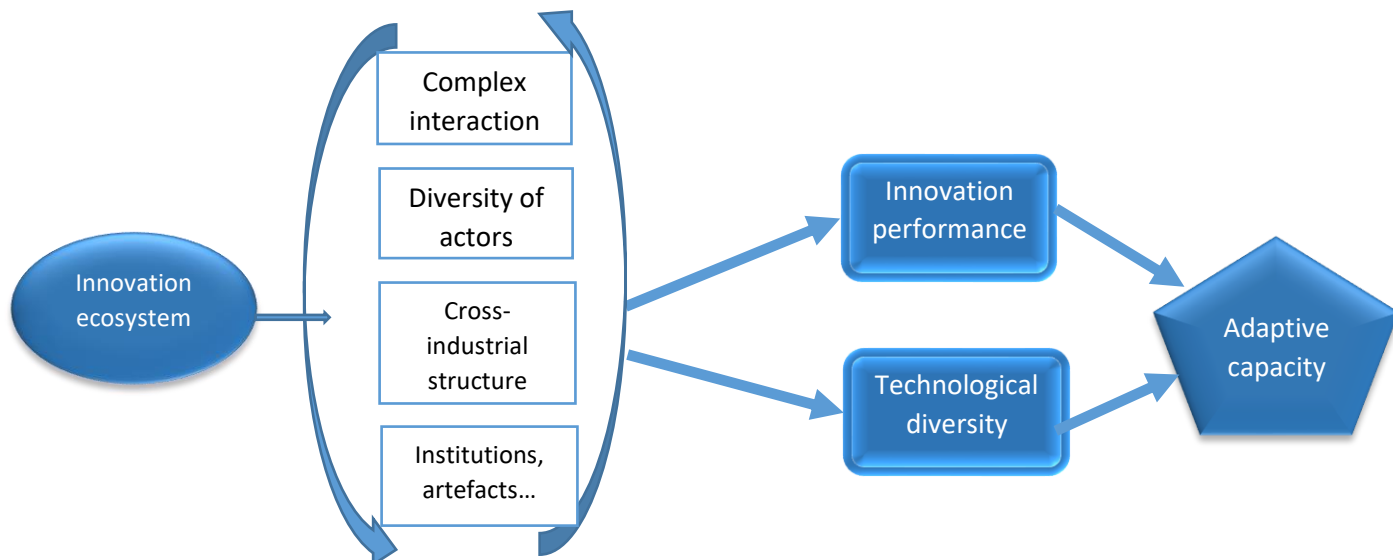 Innovation
ecosystem
Complex
interaction
Diversity of
actors
Cross-
industrial
structure
Institutions,
artefacts…
Innovation
performance
Technological
diversity
Adaptive
capacity